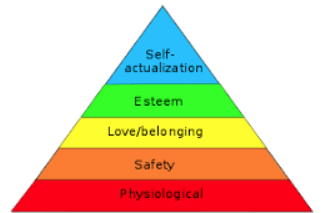 Self-
actualization
Esteem
Love/belonging
Safety
Physiological